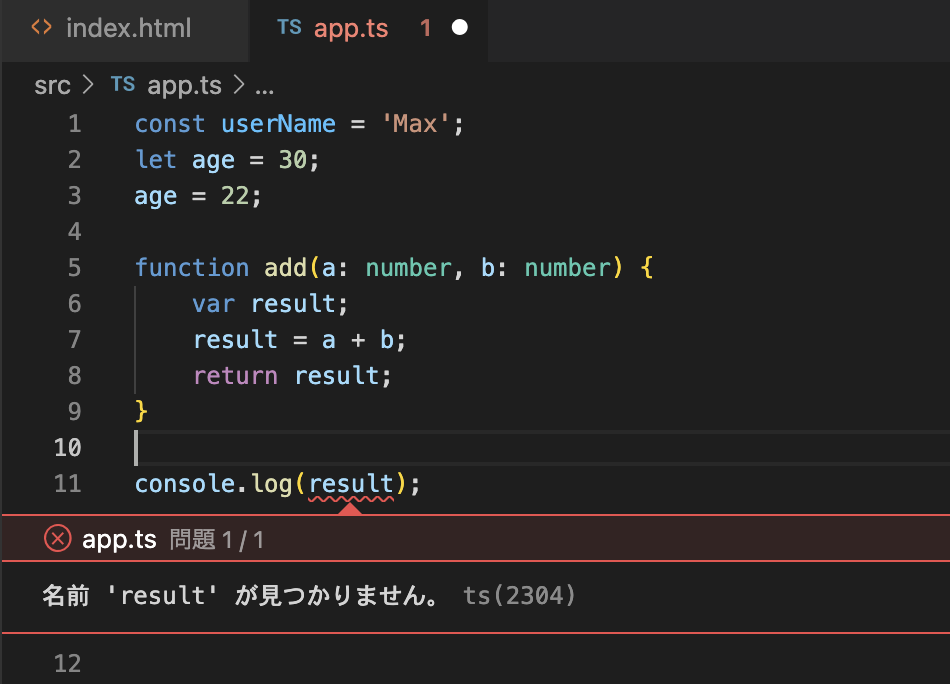 <> index.html TS app.ts 1
src > TS app.ts > ...
1 const userName = 'Max';
2 let age = 30;
3 age = 22;
4
5 function add(a: number, b: number) {
6 var result;
7 result = a + b;
8 return result;
9 }
10
11 console.log(result);
app.ts 問題 1 / 1
名前 'result' が見つかりません。 ts(2304)
12